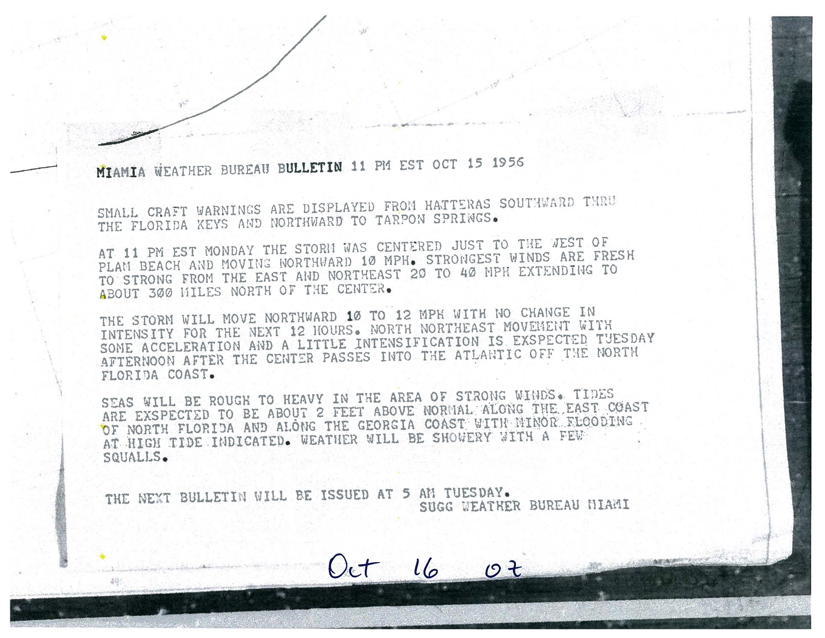 MIAMIA WEATHER BUREAU BULLETIN 11 PM EST OCT 15 1956
SMALL CRAFT WARNINGS ARE DISPLAYED FROM HATTERAS SOUTHWARD THRU
THE FLORIDA KEYS AND NORTHWARD TO TARPON SPRINGS.
AT 11 PM EST MONDAY THE STORM WAS CENTERED JUST TO THE WEST OF
PLAM BEACH AND MOVING NORTHWARD 10 MPH. STRONGEST WINDS ARE FRESH
TO STRONG FROM THE EAST AND NORTHEAST 20 TO 40 MPH EXTENDING TO
ABOUT 300 MILES NORTH OF THE CENTER.
THE STORM WILL MOVE NORTHWARD 10 TO 12 MPH WITH NO CHANGE IN
INTENSITY FOR THE NEXT 12 HOURS. NORTH NORTHEAST MOVEMENT WITH
SOME ACCELERATION AND A LITTLE INTENSIFICATION IS EXSPECTED TUESDAY
AFTERNOON AFTER THE CENTER PASSES INTO THE ATLANTIC OFF THE NORTH
FLORIDA COAST.
SEAS WILL BE ROUGH TO HEAVY IN THE AREA OF STRONG WINDS. TIDES
ARE EXSPECTED TO BE ABOUT 2 FEET ABOVE NORMAL ALONG THE EAST COAST
OF NORTH FLORIDA AND ALONG THE GEORGIA COAST WITH MINOR FLOODING
AT HIGH TIDE INDICATED. WEATHER WILL BE SHOWERY WITH A FEW
SQUALLS.
THE NEXT BULLETIN WILL BE ISSUED AT 5 AM TUESDAY.
SUGG WEATHER BUREAU MIAMI
Oct 16 0z